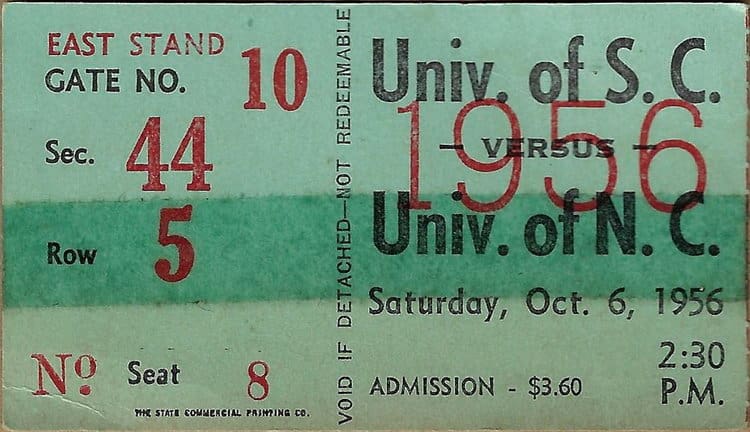 EAST STAND
GATE NO. 10
Sec. 44
Row 5
Nº Seat 8
THE STATE COMMERCIAL PRINTING CO.
VOID IF DETACHED—NOT REDEEMABLE
Univ. of S. C.
1956
— VERSUS —
Univ. of N. C.
Saturday, Oct. 6, 1956
2:30
ADMISSION - $3.60 P.M.